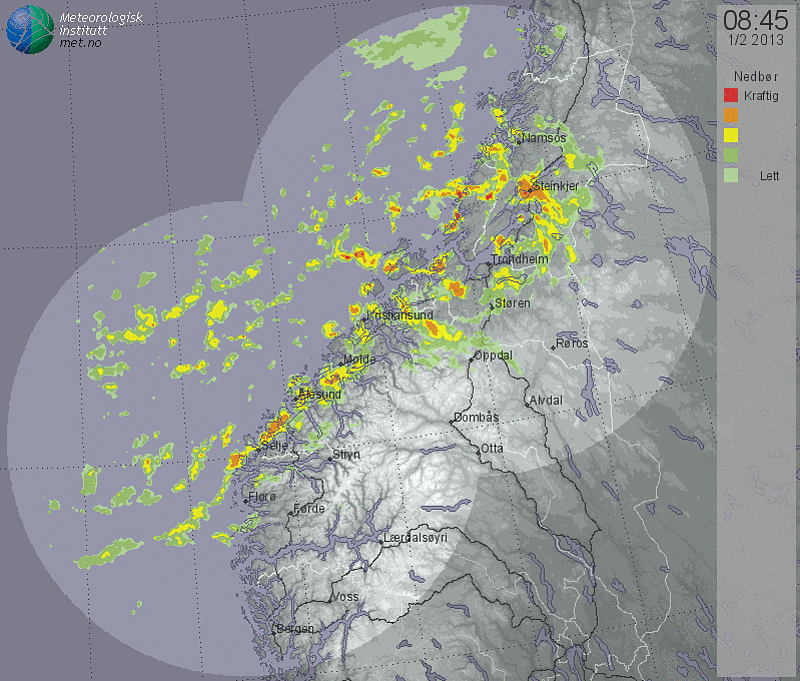 Meteorologisk
institutt
met.no
08:45
1/2 2013
Nedbør
Kraftig
Lett
Namsos
Steinkjer
Trondheim
Støren
Kristiansund
Røros
Oppdal
Molde
Ålesund
Alvdal
Dombås
Selje
Otta
Stryn
Florø
Førde
Lærdalsøyri
Voss
Bergen